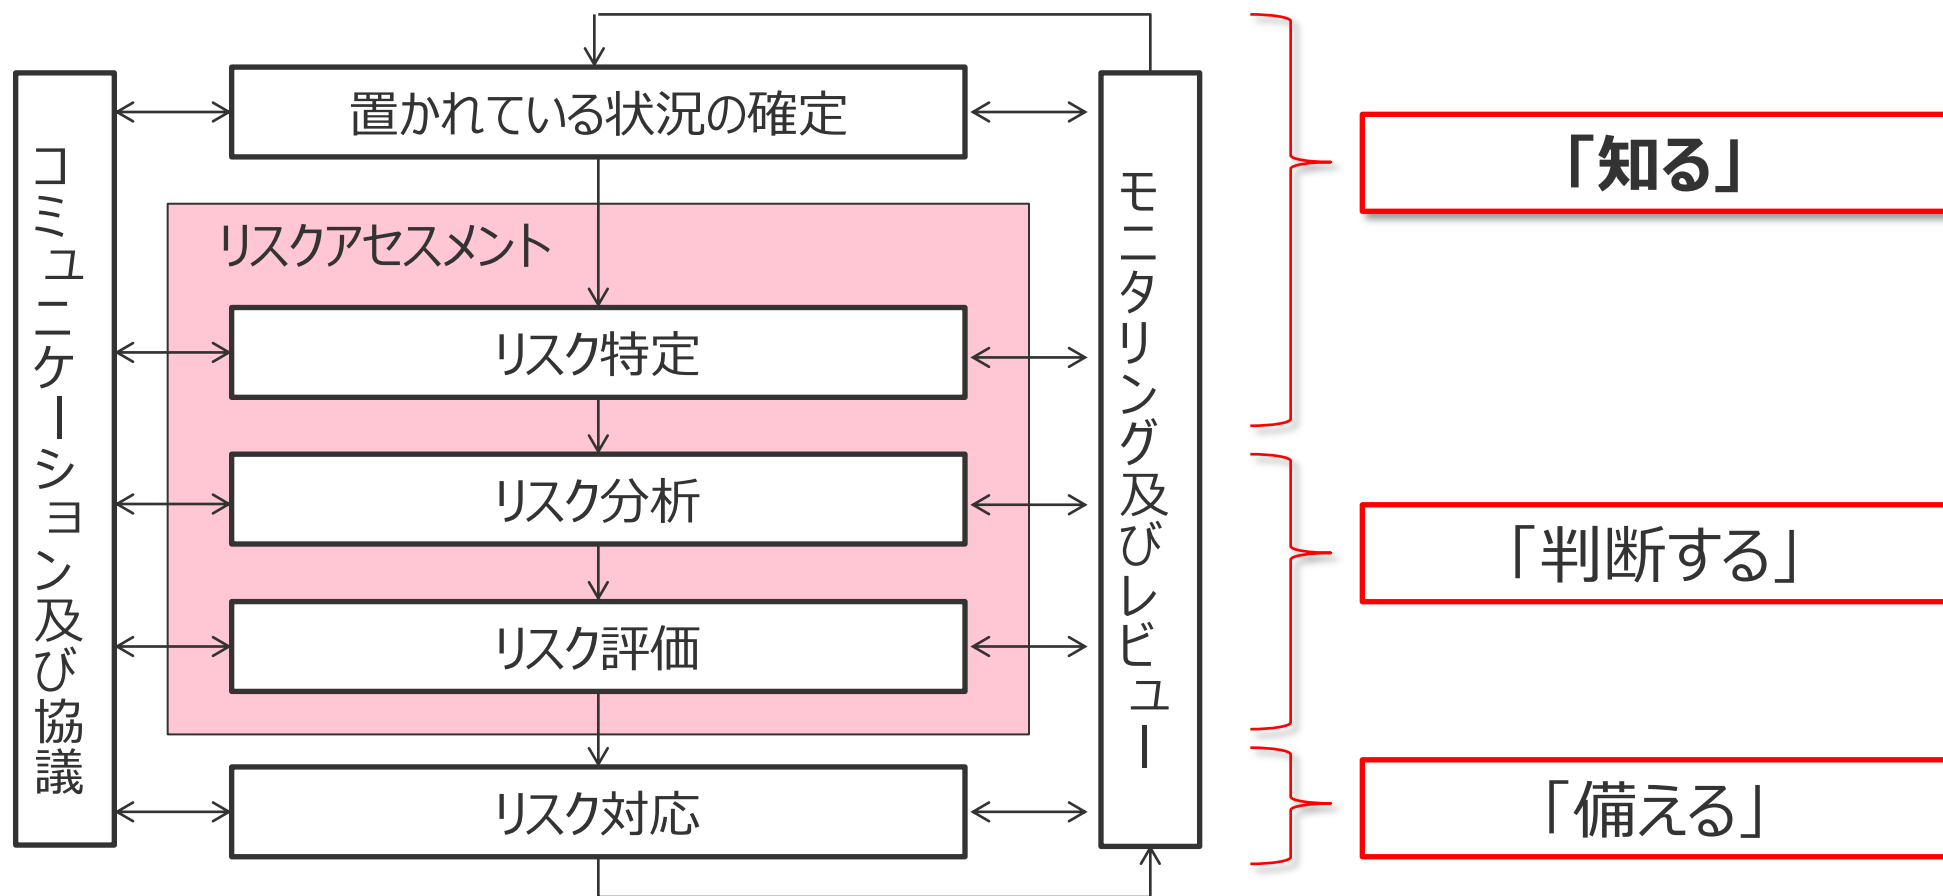 コミュニケーション及び協議
置かれている状況の確定
リスクアセスメント
リスク特定
リスク分析
リスク評価
リスク対応
モニタリング及びレビュー
「知る」
「判断する」
「備える」